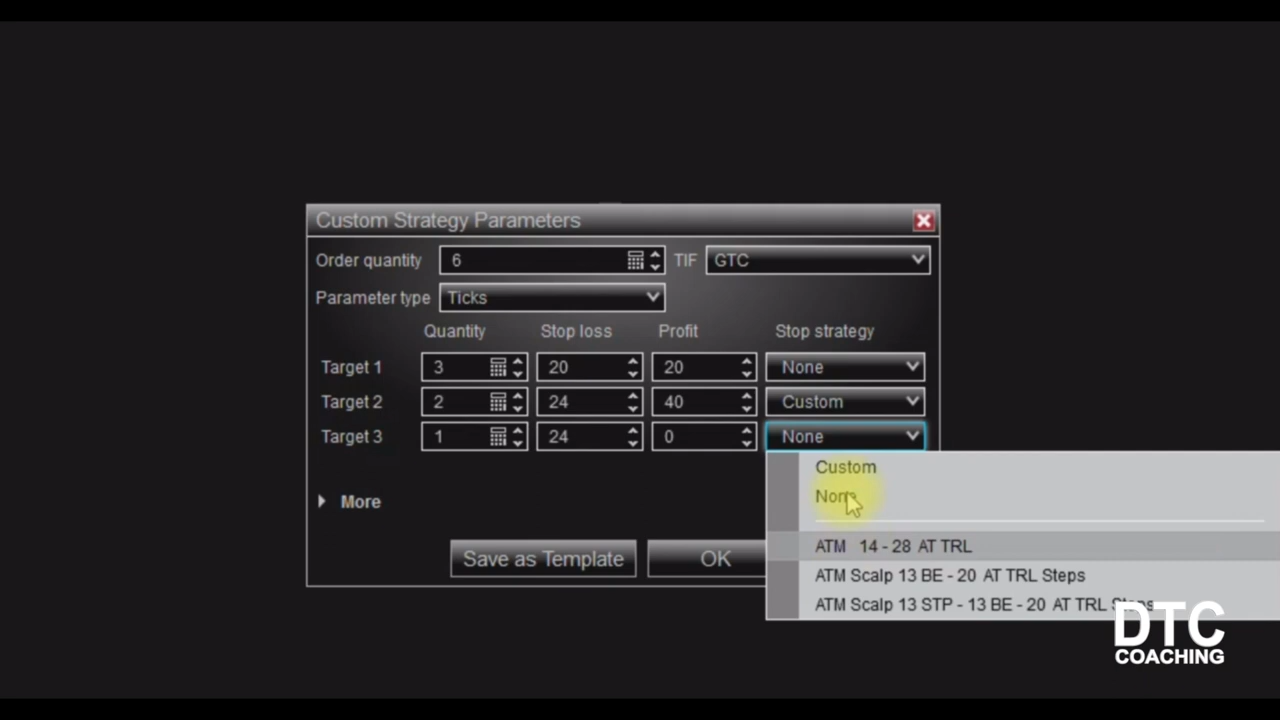 Custom Strategy Parameters
Order quantity 6 TIF GTC
Parameter type Ticks
Quantity Stop loss Profit Stop strategy
Target 1 3 20 20 None
Target 2 2 24 40 Custom
Target 3 1 24 0 None
Custom
None
More
ATM 14 - 28 AT TRL
Save as Template OK
ATM Scalp 13 BE - 20 AT TRL Steps
ATM Scalp 13 STP - 13 BE - 20 AT TRL Steps
DTC
COACHING